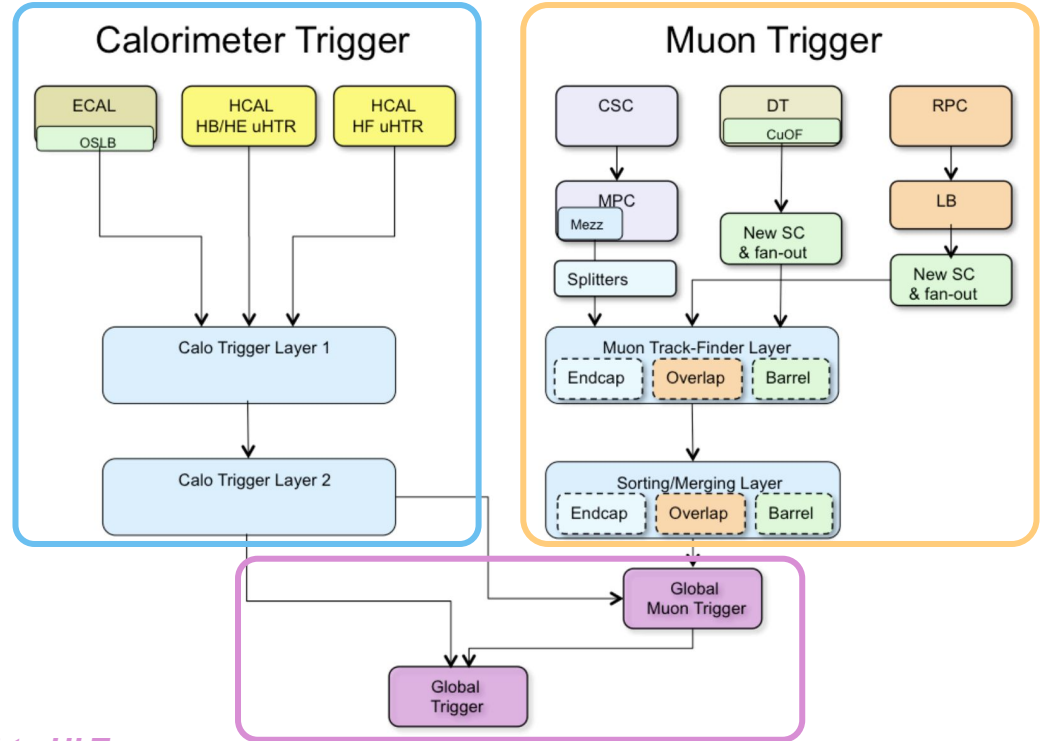 Calorimeter Trigger
Muon Trigger
ECAL
OSLB
HCAL
HB/HE uHTR
HCAL
HF uHTR
CSC
DT
CuOF
RPC
MPC
Mezz
LB
New SC
& fan-out
Splitters
New SC
& fan-out
Calo Trigger Layer 1
Muon Track-Finder Layer
Endcap
Overlap
Barrel
Calo Trigger Layer 2
Sorting/Merging Layer
Endcap
Overlap
Barrel
Global
Muon Trigger
Global
Trigger